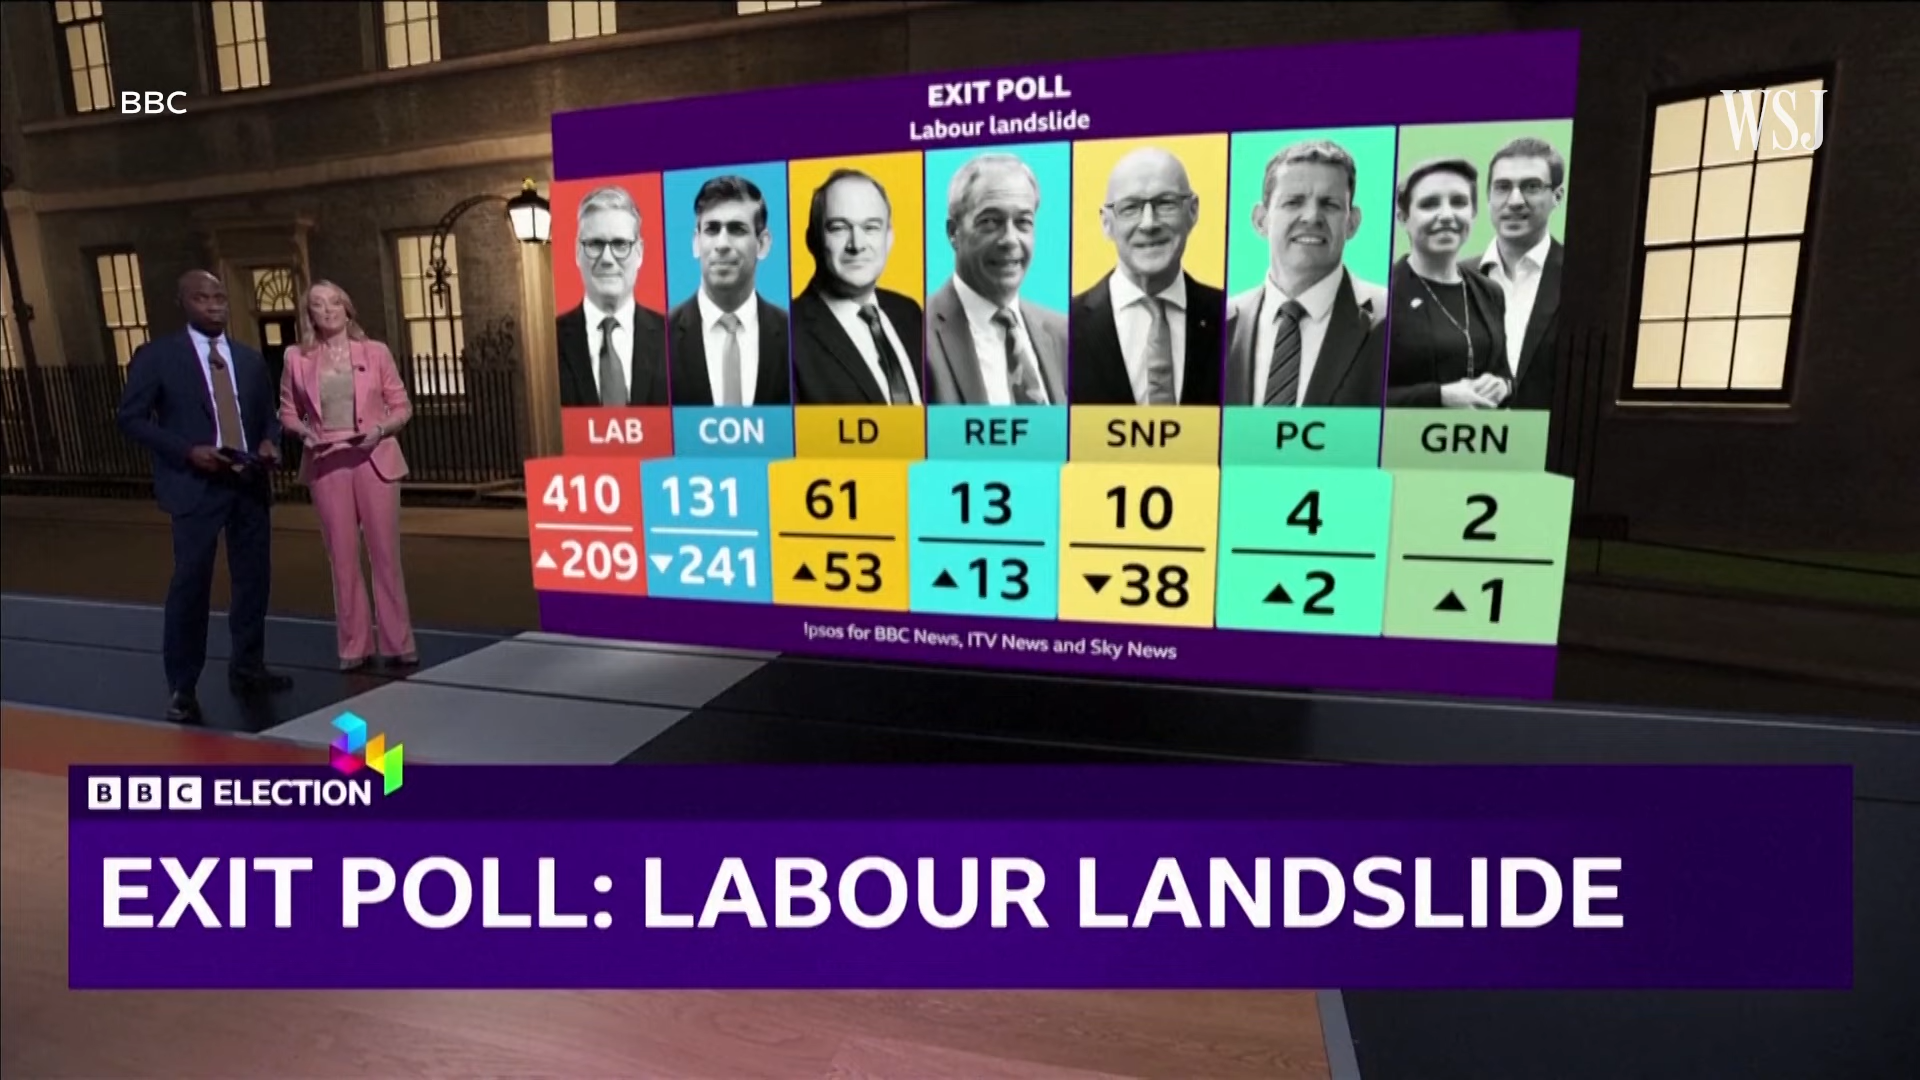 BBC
WSJ
EXIT POLL
Labour landslide
LAB CON LD REF SNP PC GRN
410 131 61 13 10 4 2
▲209 ▼241 ▲53 ▲13 ▼38 ▲2 ▲1
Ipsos for BBC News, ITV News and Sky News
BBC ELECTION
EXIT POLL: LABOUR LANDSLIDE